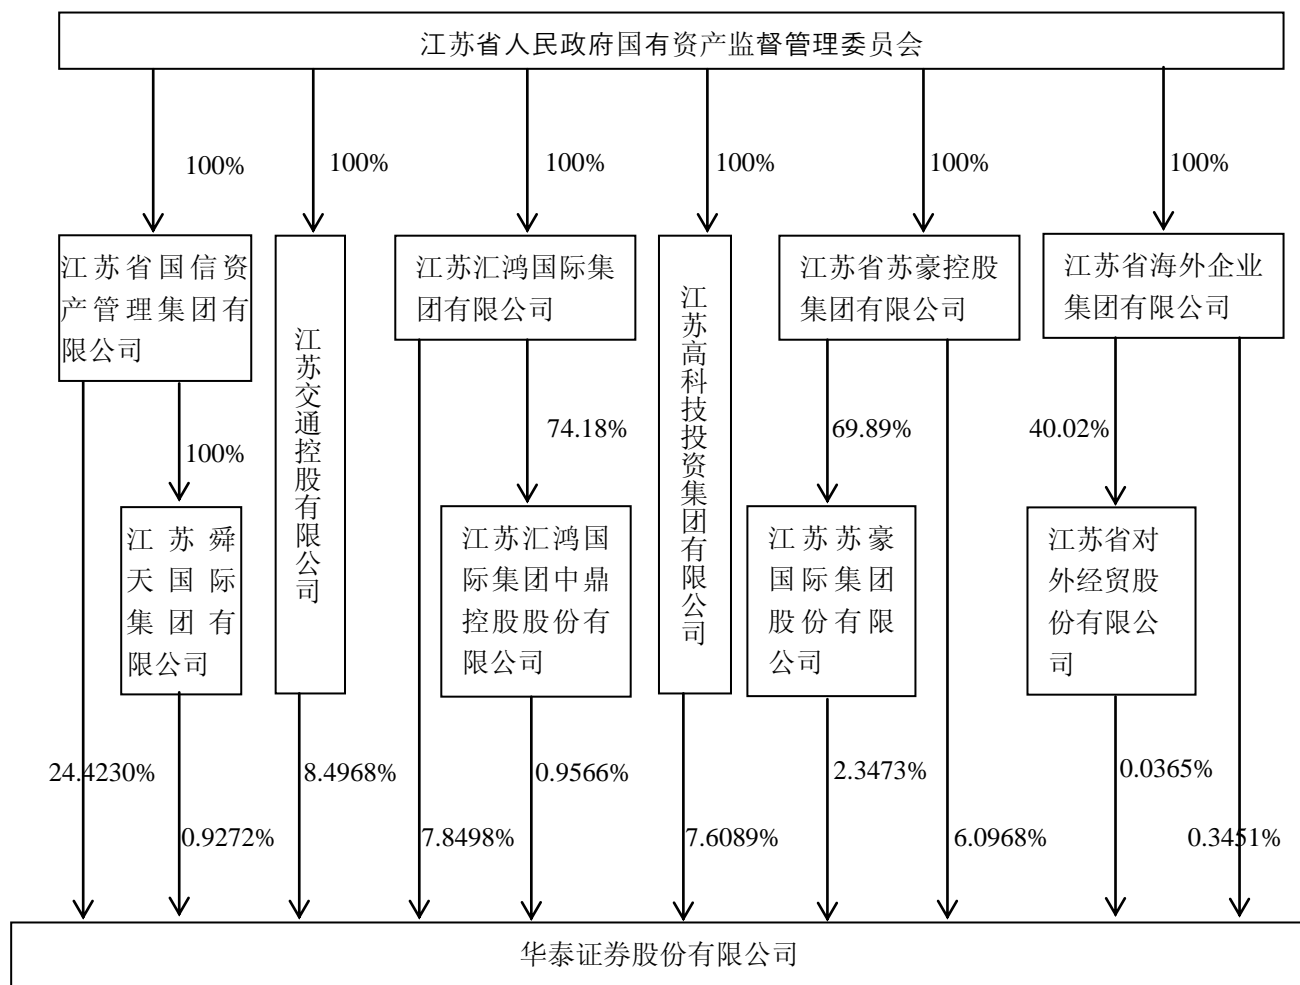 江苏省人民政府国有资产监督管理委员会
100%
100%
100%
100%
100%
100%
江苏省国信资
产管理集团有
限公司
江苏交通控股有限公司
江苏汇鸿国际集
团有限公司
江苏高科技投资集团有限公司
江苏省苏豪控股
集团有限公司
江苏省海外企业
集团有限公司
100%
74.18%
69.89%
40.02%
江苏舜
天国际
集团有
限公司
江苏汇鸿国
际集团中鼎
控股股份有
限公司
江苏苏豪
国际集团
股份有限
公司
江苏省对
外经贸股
份有限公
司
24.4230%
8.4968%
0.9566%
2.3473%
0.0365%
0.9272%
7.8498%
7.6089%
6.0968%
0.3451%
华泰证券股份有限公司